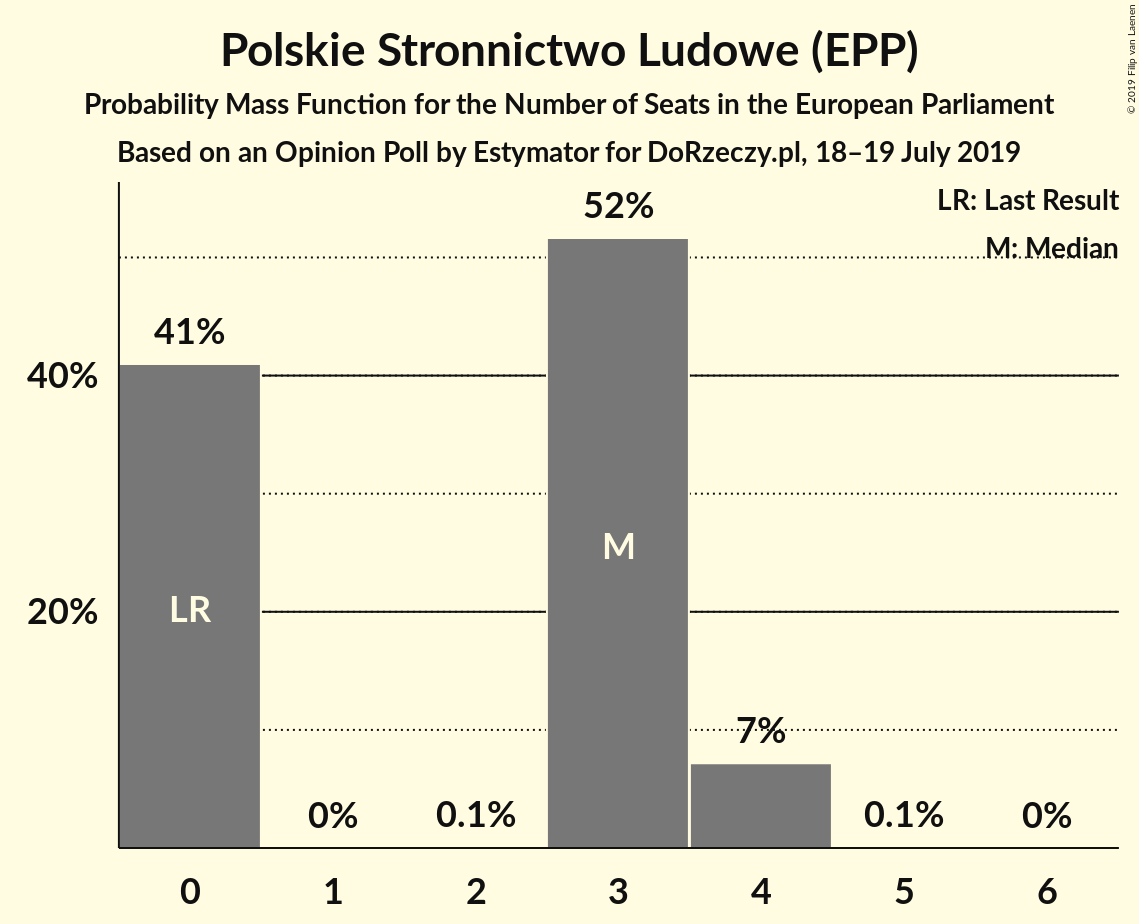 Polskie Stronnictwo Ludowe (EPP)
Probability Mass Function for the Number of Seats in the European Parliament
Based on an Opinion Poll by Estymator for DoRzeczy.pl, 18–19 July 2019
© 2019 Filip van Laenen
LR: Last Result
M: Median
52%
41%
40%
M
LR
20%
7%
0%
0.1%
0.1%
0%
0 1 2 3 4 5 6